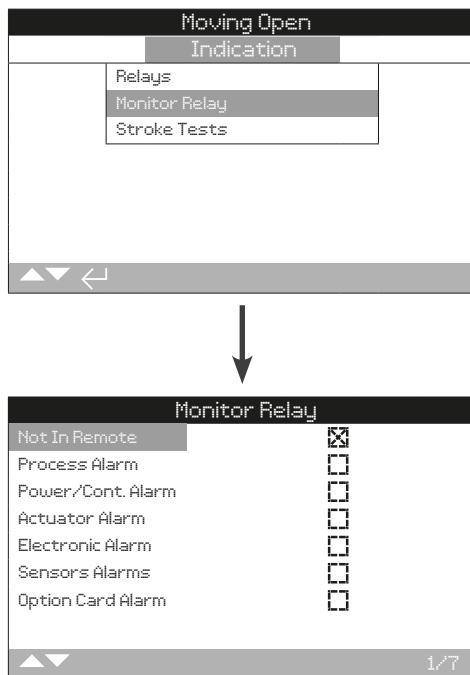 Moving Open
Indication
Relays
Monitor Relay
Stroke Tests
Monitor Relay
Not In Remote
Process Alarm
Power/Cont. Alarm
Actuator Alarm
Electronic Alarm
Sensors Alarms
Option Card Alarm
1/7